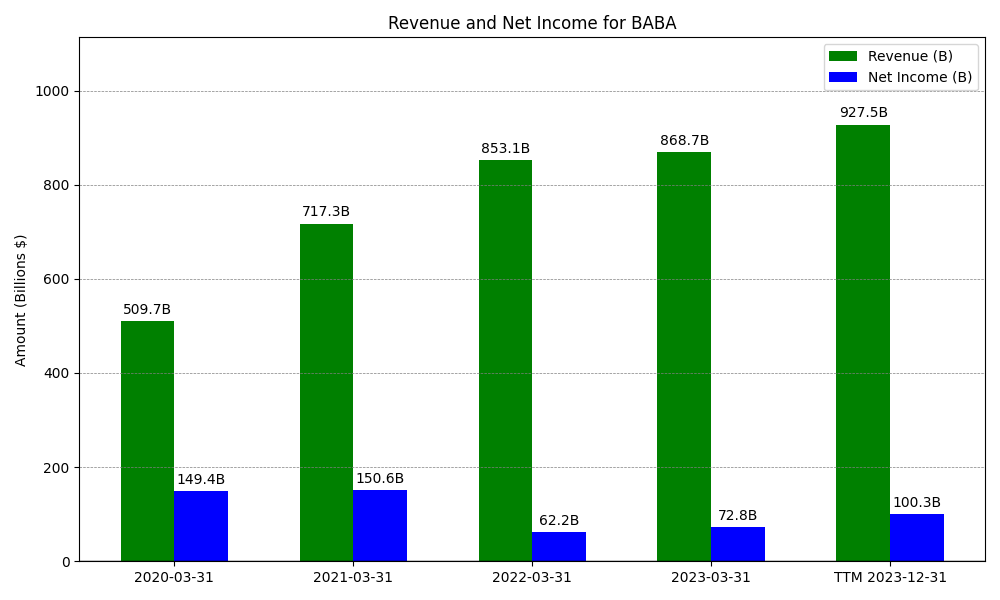 Revenue and Net Income for BABA
Revenue (B)
Net Income (B)
Amount (Billions $)
1000
800
600
400
200
0
509.7B
149.4B
717.3B
150.6B
853.1B
62.2B
868.7B
72.8B
927.5B
100.3B
2020-03-31
2021-03-31
2022-03-31
2023-03-31
TTM 2023-12-31